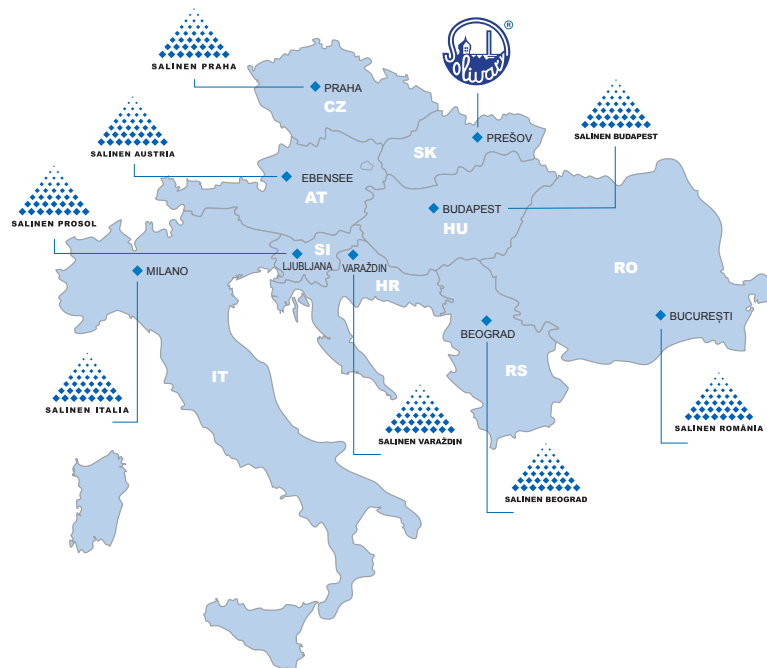 ®
Solivary
SALINEN PRAHA
PRAHA
CZ
SALINEN BUDAPEST
PREŠOV
SK
SALINEN AUSTRIA
EBENSEE
AT
BUDAPEST
HU
SALINEN PROSOL
SI
LJUBLJANA
VARAŽDIN
MILANO
HR
RO
BUCUREȘTI
BEOGRAD
RS
IT
SALINEN ITALIA
SALINEN VARAŽDIN
SALINEN ROMÂNIA
SALINEN BEOGRAD